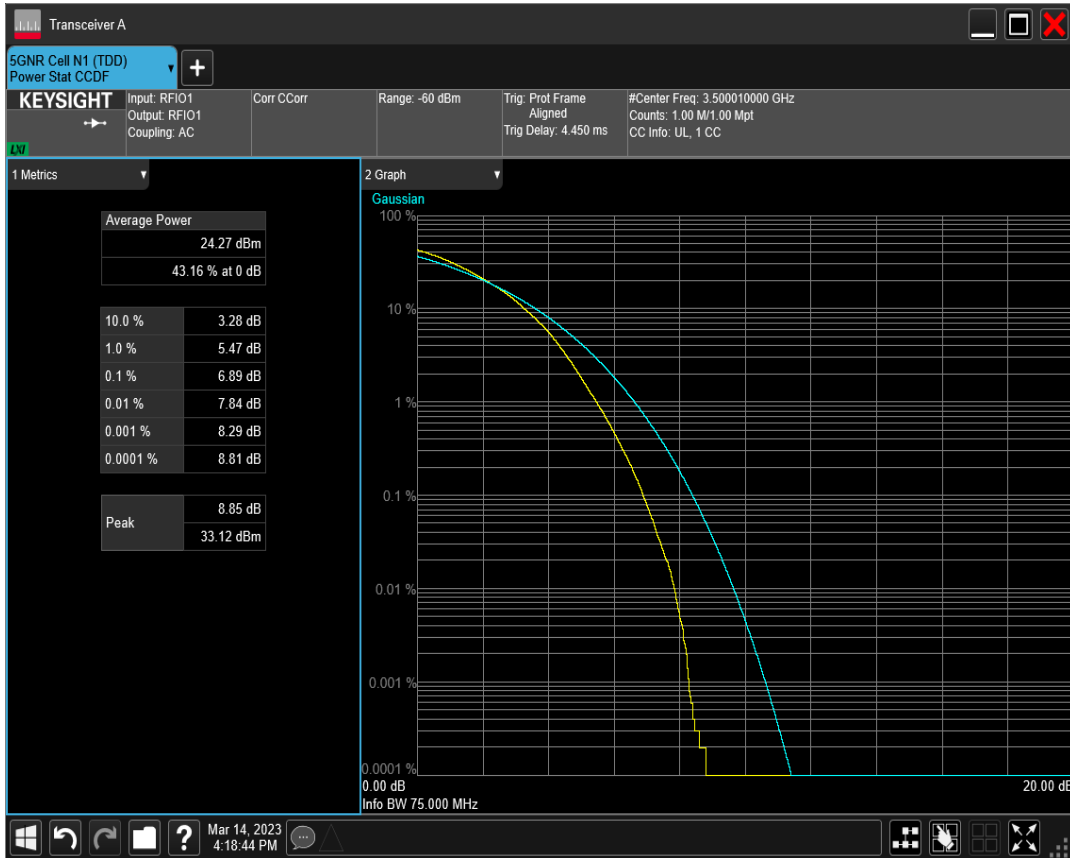 Transceiver A
5GNR Cell N1 (TDD)
Power Stat CCDF
+
KEYSIGHT
LXI
Input: RFIO1
Output: RFIO1
Coupling: AC
Corr CCorr
Range: -60 dBm
Trig: Prot Frame
Aligned
Trig Delay: 4.450 ms
#Center Freq: 3.500010000 GHz
Counts: 1.00 M/1.00 Mpt
CC Info: UL, 1 CC
1 Metrics
Average Power
24.27 dBm
43.16 % at 0 dB
10.0 % 3.28 dB
1.0 % 5.47 dB
0.1 % 6.89 dB
0.01 % 7.84 dB
0.001 % 8.29 dB
0.0001 % 8.81 dB
Peak
8.85 dB
33.12 dBm
2 Graph
Gaussian
100 %
10 %
1 %
0.1 %
0.01 %
0.001 %
0.0001 %
0.00 dB 20.00 dB
Info BW 75.000 MHz
?
Mar 14, 2023
4:18:44 PM